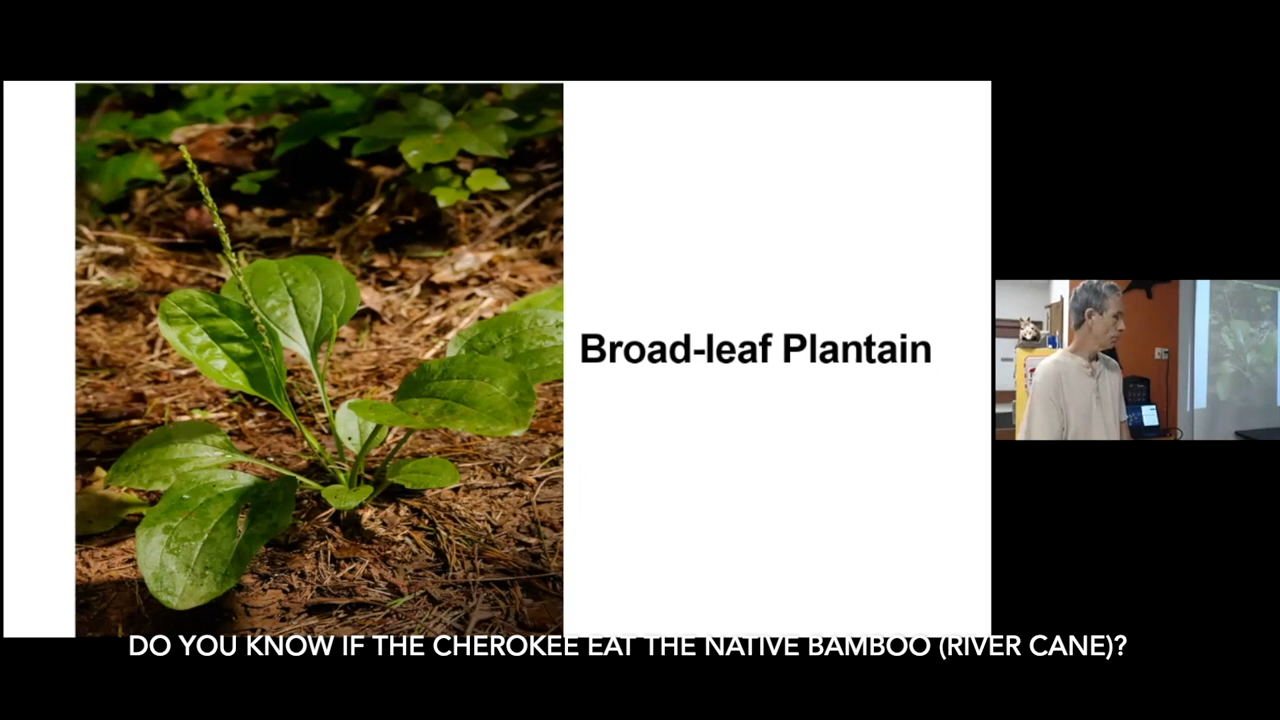 Broad-leaf Plantain
DO YOU KNOW IF THE CHEROKEE EAT THE NATIVE BAMBOO (RIVER CANE)?